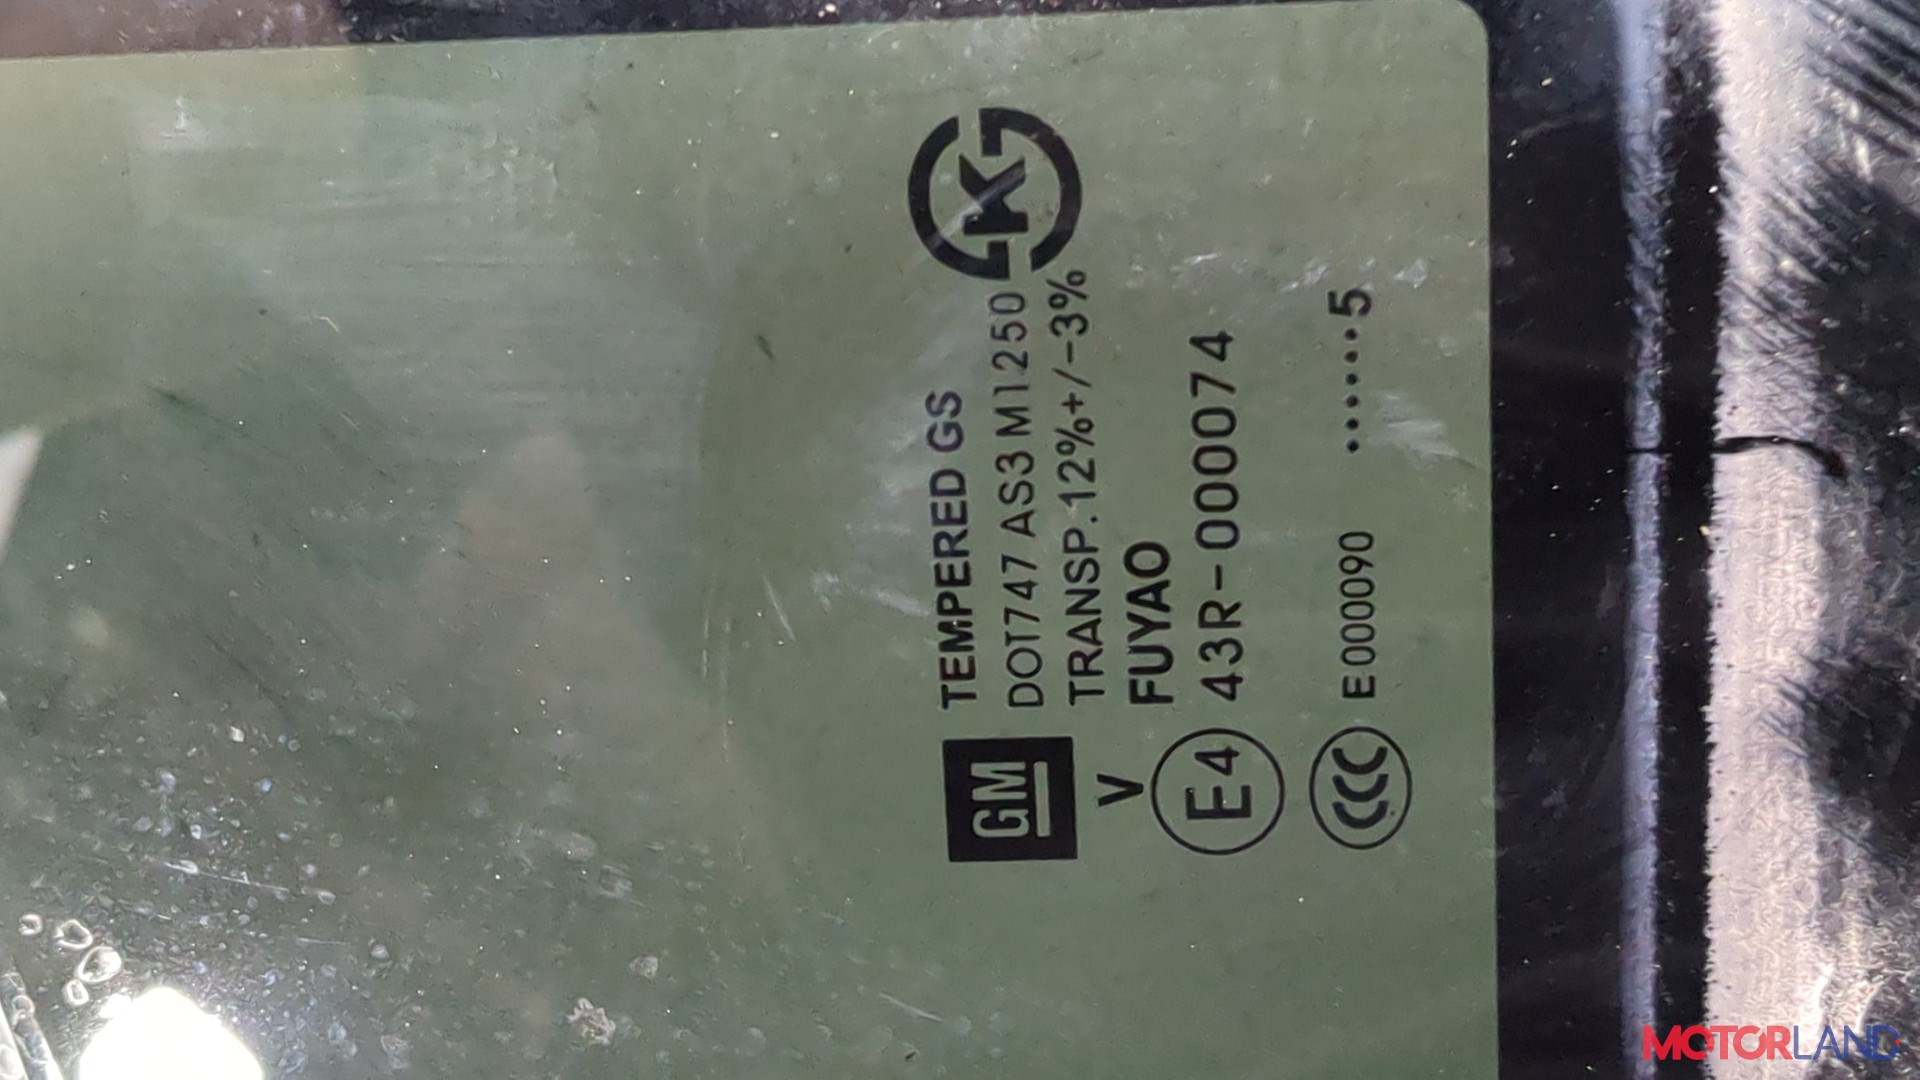 TEMPERED GS
GM DOT747 AS3 M1250 K
TRANSP.12%+/-3%
V FUYAO
E4 43R-000074
CCC E000090 ·······5
MOTORLAND